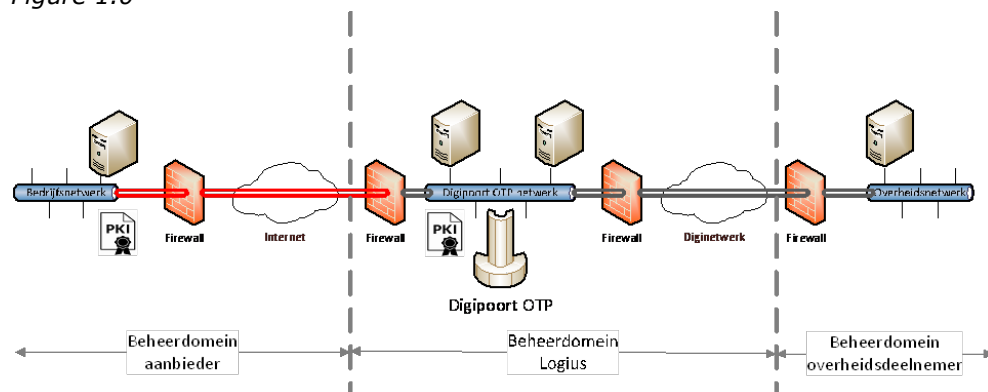 Figure 1.0
Bedrijfsnetwerk
Digipoort OTP netwerk
Overheidsnetwerk
PKI
PKI
Firewall
Internet
Firewall
Firewall
Diginetwerk
Firewall
Digipoort OTP
Beheerdomein
aanbieder
Beheerdomein
Logius
Beheerdomein
overheidsdeelnemer